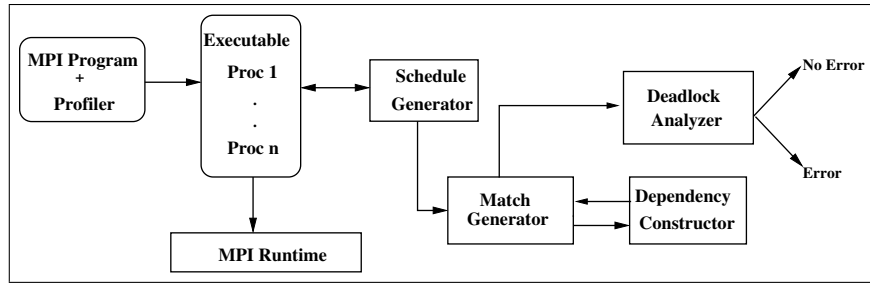 MPI Program
+
Profiler
Executable
Proc 1
.
.
Proc n
MPI Runtime
Schedule
Generator
Match
Generator
Dependency
Constructor
Deadlock
Analyzer
No Error
Error